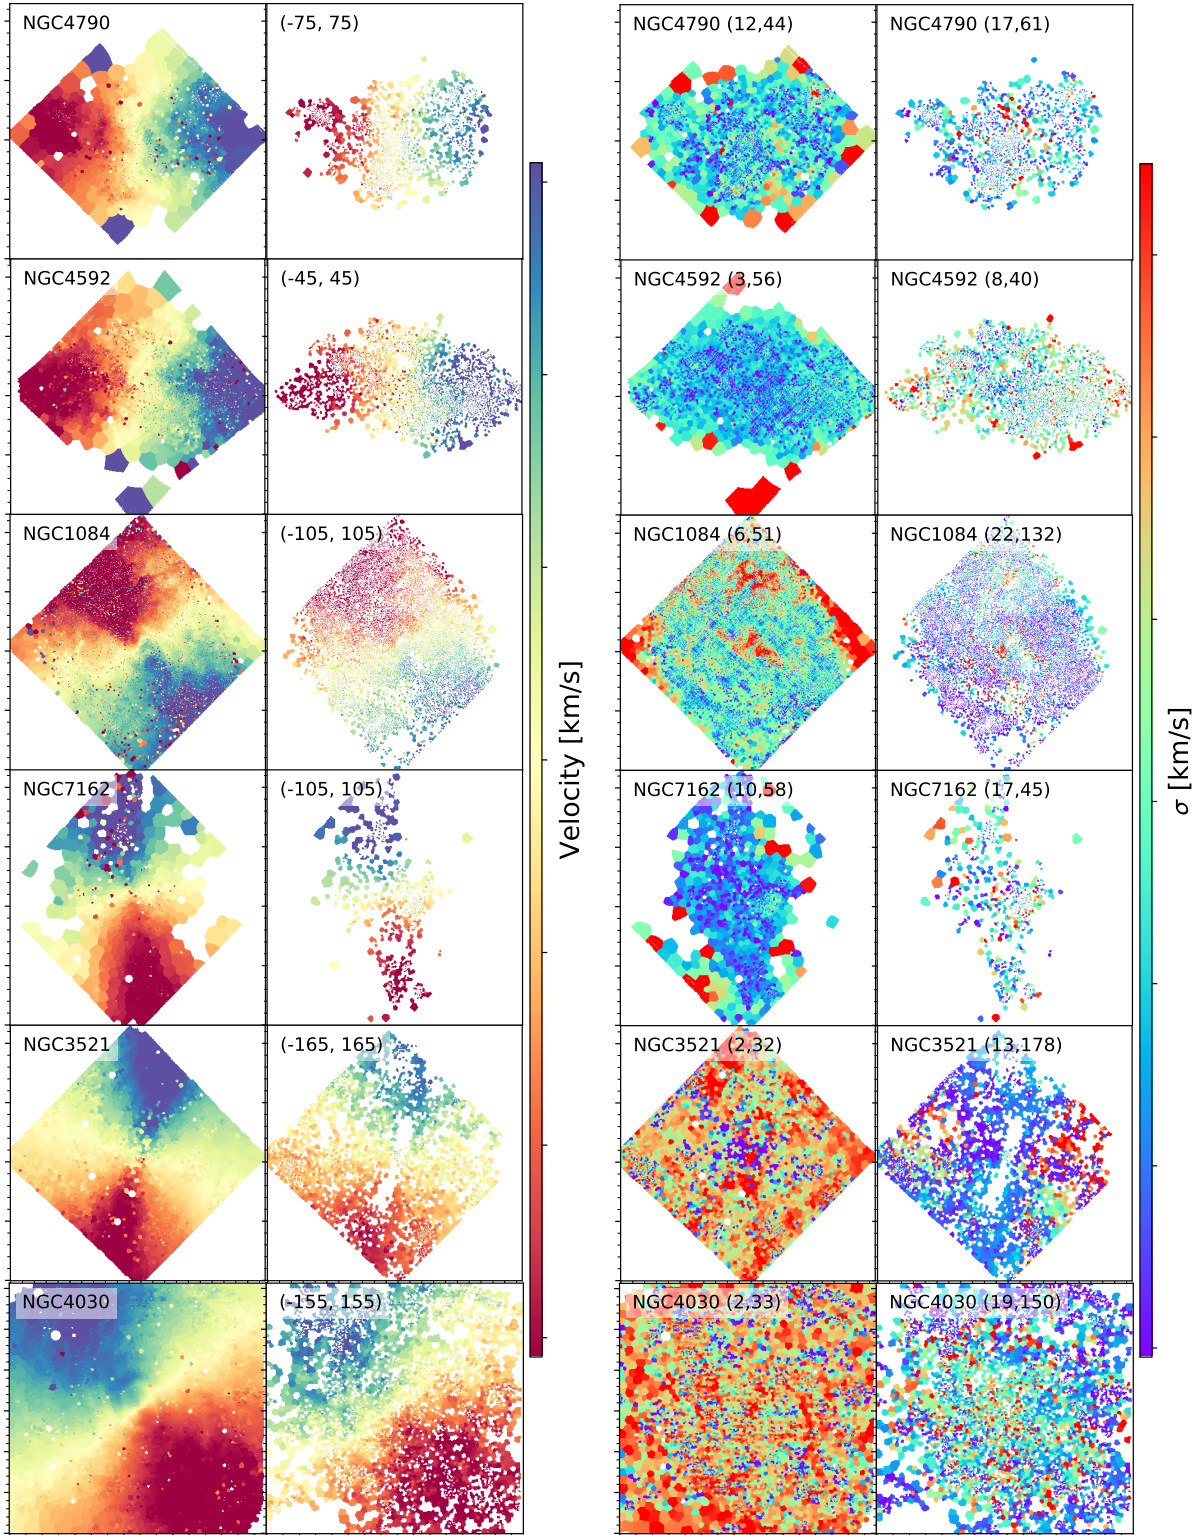 NGC4790
(-75, 75)
NGC4790 (12,44)
NGC4790 (17,61)
NGC4592
(-45, 45)
NGC4592 (3,56)
NGC4592 (8,40)
NGC1084
(-105, 105)
NGC1084 (6,51)
NGC1084 (22,132)
NGC7162
(-105, 105)
NGC7162 (10,58)
NGC7162 (17,45)
NGC3521
(-165, 165)
NGC3521 (2,32)
NGC3521 (13,178)
NGC4030
(-155, 155)
NGC4030 (2,33)
NGC4030 (19,150)
Velocity [km/s]
σ [km/s]